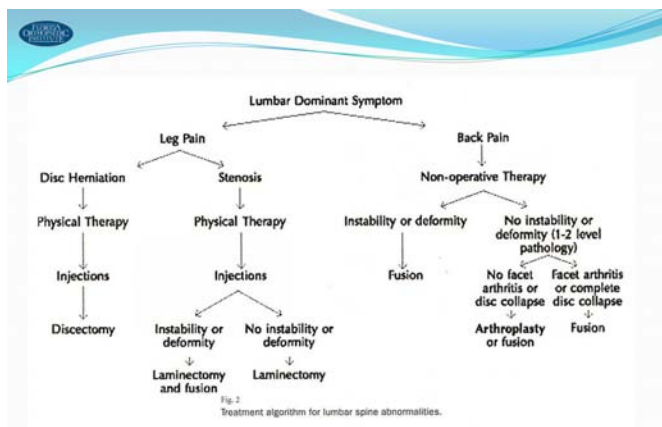 FLORIDA
ORTHOPAEDIC
INSTITUTE
Lumbar Dominant Symptom
Leg Pain
Back Pain
Disc Herniation
Stenosis
Non-operative Therapy
Physical Therapy
Physical Therapy
Instability or deformity
No instability or
deformity (1-2 level
pathology)
Injections
Injections
Fusion
No facet
arthritis or
disc collapse
Facet arthritis
or complete
disc collapse
Discectomy
Instability or
deformity
No instability or
deformity
Arthroplasty
or fusion
Fusion
Laminectomy
and fusion
Laminectomy
Fig. 2
Treatment algorithm for lumbar spine abnormalities.